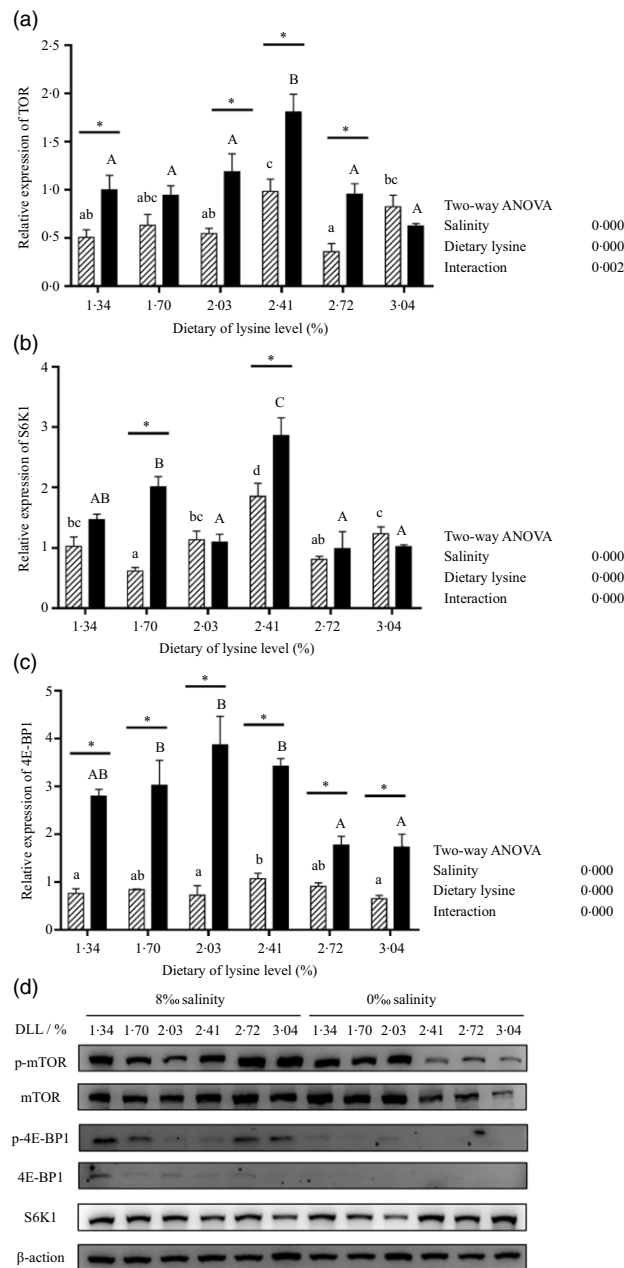 (a)
*
2·5
*
B
2·0
*
A
*
1·5
A
A
A
c
bc
Two-way ANOVA
1·0
abc
A
Salinity 0·000
ab
ab
a
Dietary lysine 0·000
0·5
Interaction 0·002
0·0
Relative expression of TOR
1·34 1·70 2·03 2·41 2·72 3·04
Dietary of lysine level (%)
(b)
*
4
C
*
3
B
d
AB
2
bc
bc
A
A
c
A
Two-way ANOVA
ab
Salinity 0·000
1
a
Dietary lysine 0·000
Interaction 0·000
0
Relative expression of S6K1
1·34 1·70 2·03 2·41 2·72 3·04
Dietary of lysine level (%)
(c)
*
5
*
B
*
*
B
B
4
AB
*
*
3
A
A
Two-way ANOVA
2
b
Salinity 0·000
a
ab
a
ab
a
Dietary lysine 0·000
1
Interaction 0·000
0
Relative expression of 4E-BP1
1·34 1·70 2·03 2·41 2·72 3·04
Dietary of lysine level (%)
(d)
8‰ salinity 0‰ salinity
DLL / % 1·34 1·70 2·03 2·41 2·72 3·04 1·34 1·70 2·03 2·41 2·72 3·04
p-mTOR
mTOR
p-4E-BP1
4E-BP1
S6K1
β-action